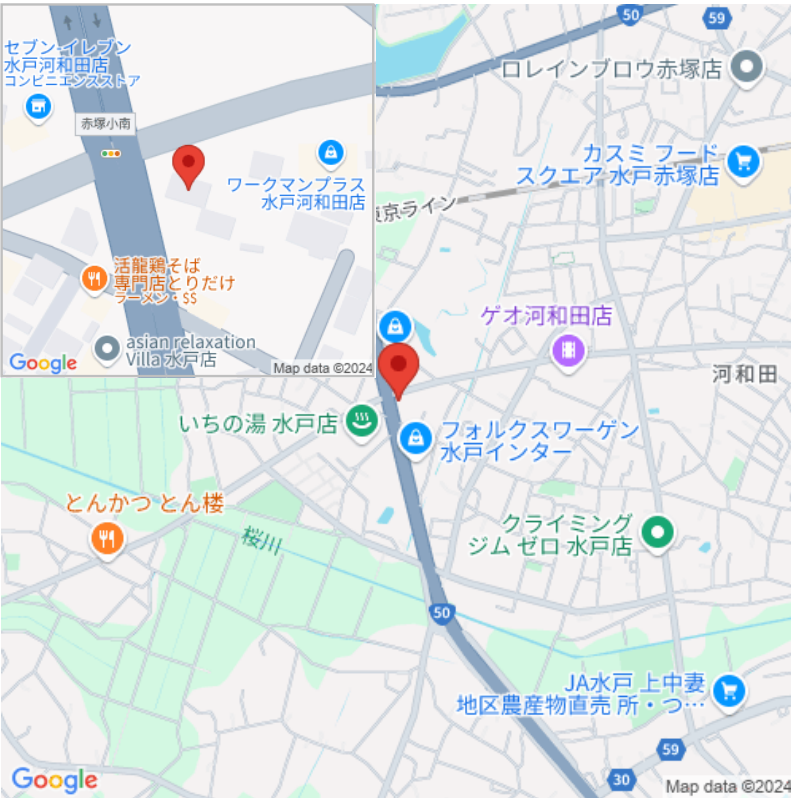 セブン-イレブン
水戸河和田店
コンビニエンスストア
赤塚小南
ワークマンプラス
水戸河和田店
活龍鶏そば
専門店とりだけ
ラーメン・$$
asian relaxation
Villa 水戸店
Google
Map data ©2024
50
59
ロレインブロウ赤塚店
カスミ フード
スクエア 水戸赤塚店
東京ライン
ゲオ河和田店
河和田
いちの湯 水戸店
フォルクスワーゲン
水戸インター
とんかつ とん楼
桜川
クライミング
ジム ゼロ 水戸店
50
JA水戸 上中妻
地区農産物直売 所・つ…
59
30
Google
Map data ©2024